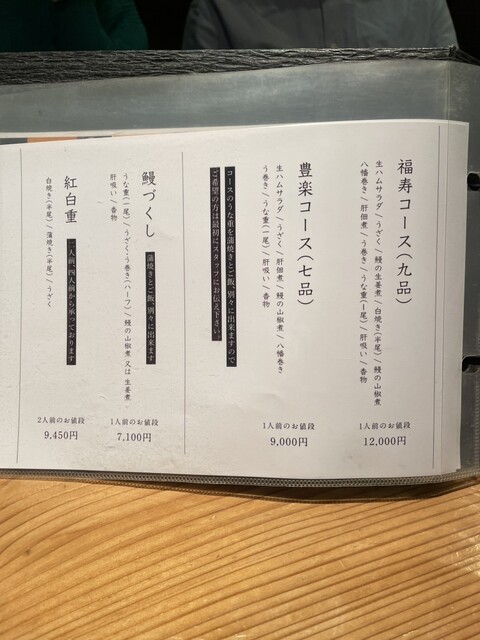 福寿コース(九品)
生ハムサラダ/うざく/鰻の生姜煮/白焼き(半尾)/鰻の山椒煮
八幡巻き/肝佃煮/う巻き/うな重(一尾)/肝吸い/香物
1人前のお値段
12,000円
豊楽コース(七品)
生ハムサラダ/うざく/肝佃煮/鰻の山椒煮/八幡巻き
う巻き/うな重(一尾)/肝吸い/香物
1人前のお値段
9,000円
コースのうな重を蒲焼きとご飯、別々に出来ますので
ご希望の方は最初にスタッフにお伝え下さい。
鰻づくし
蒲焼きとご飯、別々に出来ます
うな重(一尾)/うざく/う巻き(ハーフ)/鰻の山椒煮 又は 生姜煮
肝吸い/香物
1人前のお値段
7,100円
紅白重
二人前、四人前から承っております
白焼き(半尾)/蒲焼き(半尾)/うざく
2人前のお値段
9,450円